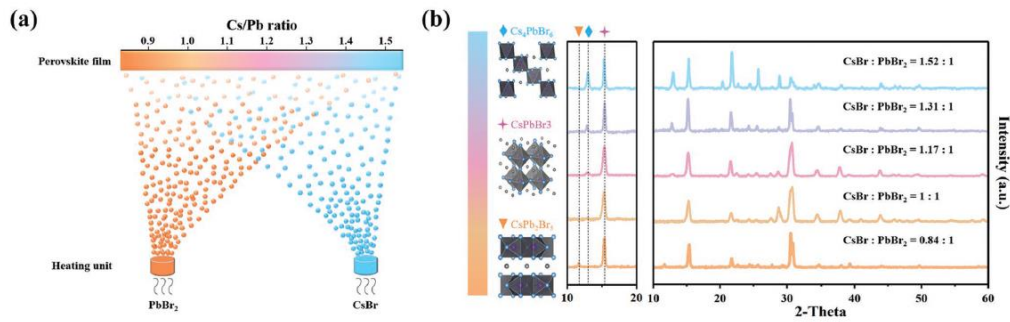 (a)
Cs/Pb ratio
0.9 1.0 1.1 1.2 1.3 1.4 1.5
Perovskite film
Heating unit
PbBr₂
CsBr
(b)
Cs₄PbBr₆
CsPbBr3
CsPb₂Br₅
10 20
CsBr : PbBr₂ = 1.52 : 1
CsBr : PbBr₂ = 1.31 : 1
CsBr : PbBr₂ = 1.17 : 1
CsBr : PbBr₂ = 1 : 1
CsBr : PbBr₂ = 0.84 : 1
10 20 30 40 50 60
2-Theta
Intensity (a.u.)